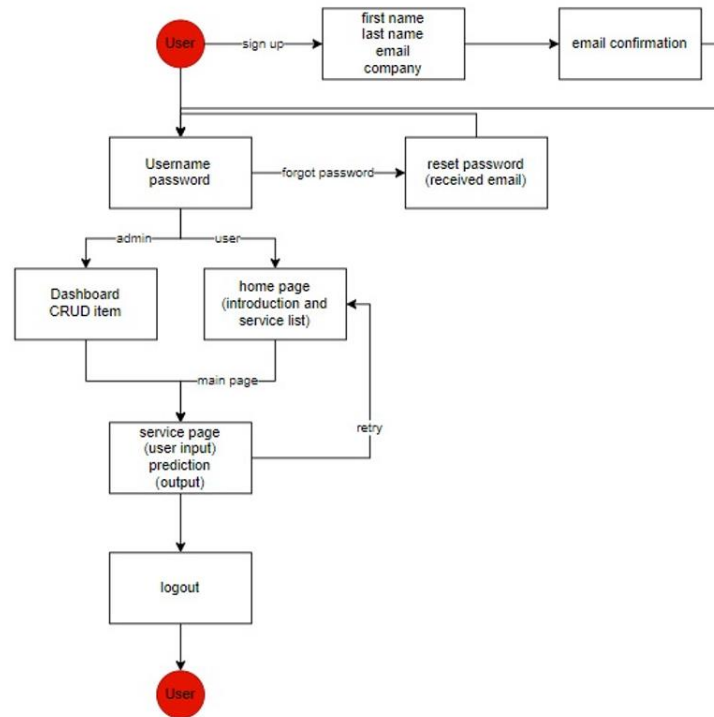 first name
last name
email
company
User
sign up
email confirmation
Username
password
forgot password
reset password
(received email)
admin
user
Dashboard
CRUD item
home page
(introduction and
service list)
main page
service page
(user input)
prediction
(output)
retry
logout
User